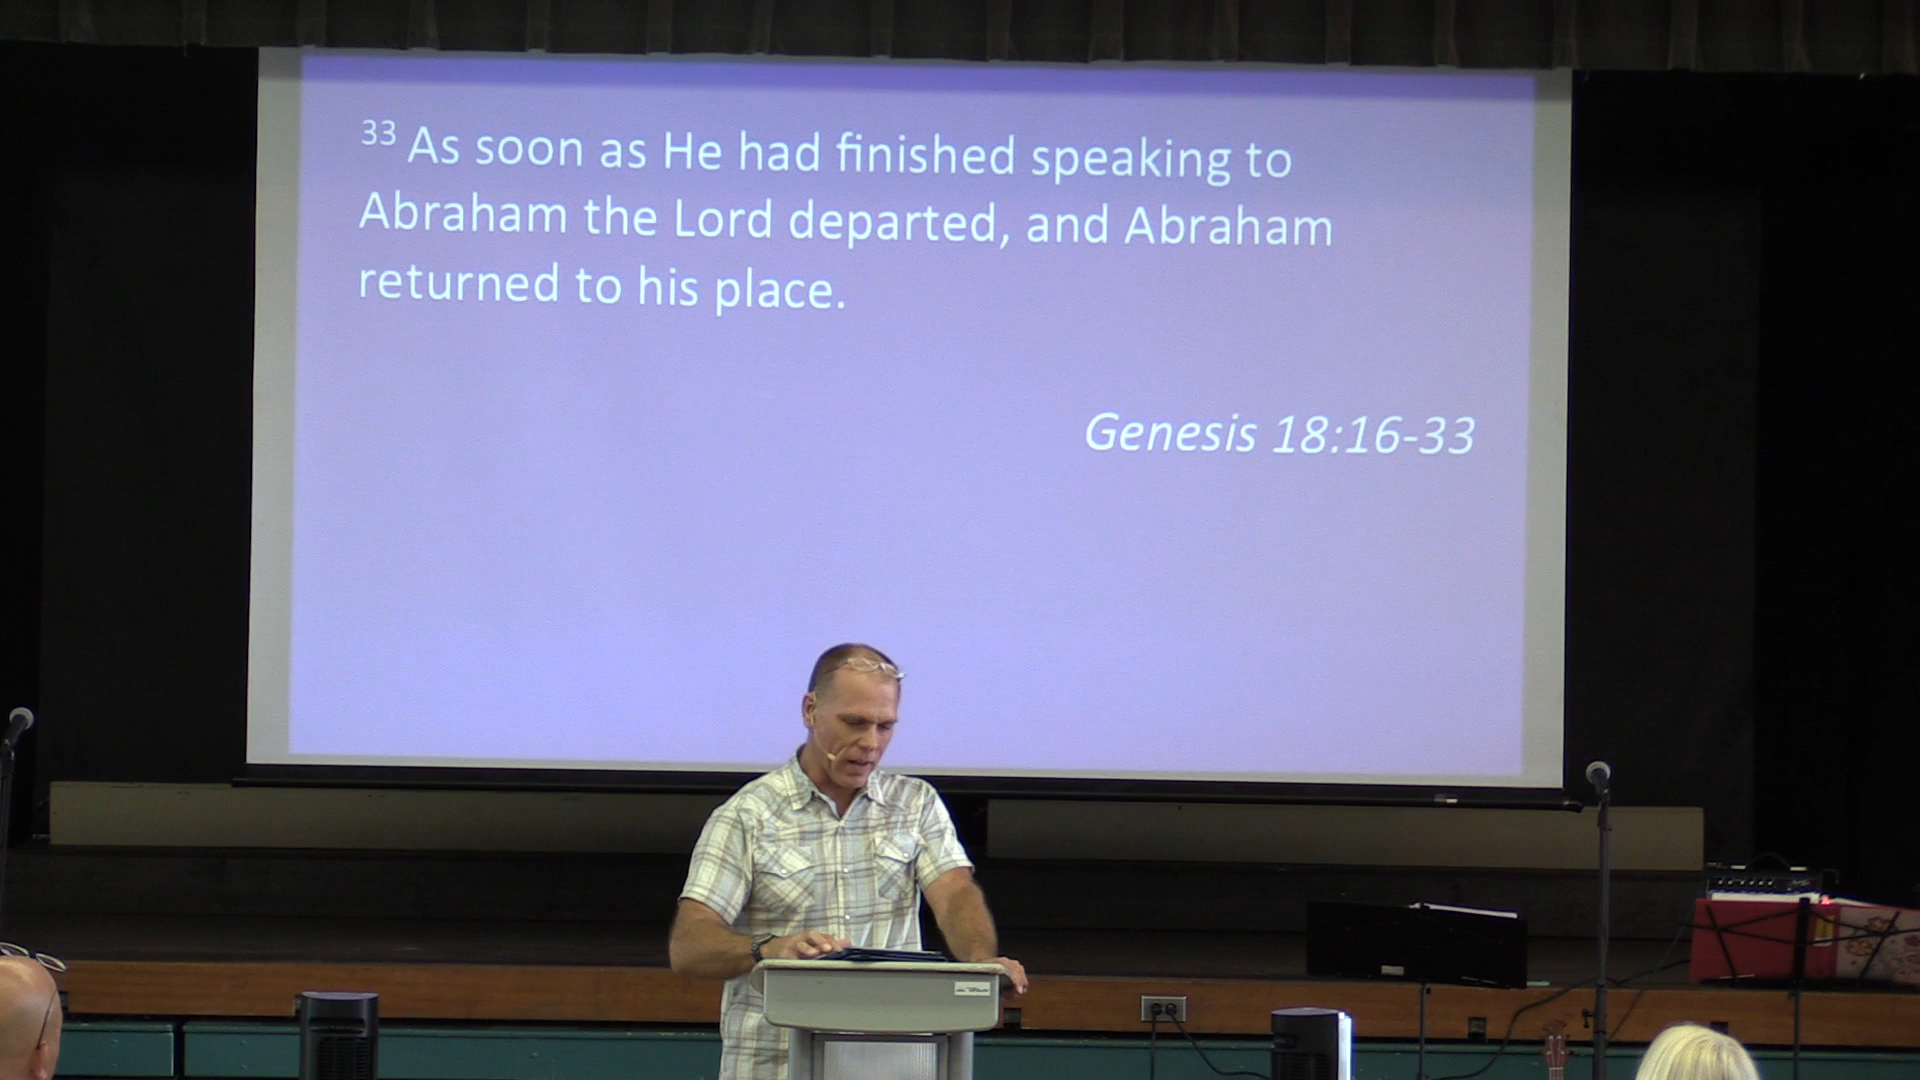 33 As soon as He had finished speaking to
Abraham the Lord departed, and Abraham
returned to his place.
Genesis 18:16-33